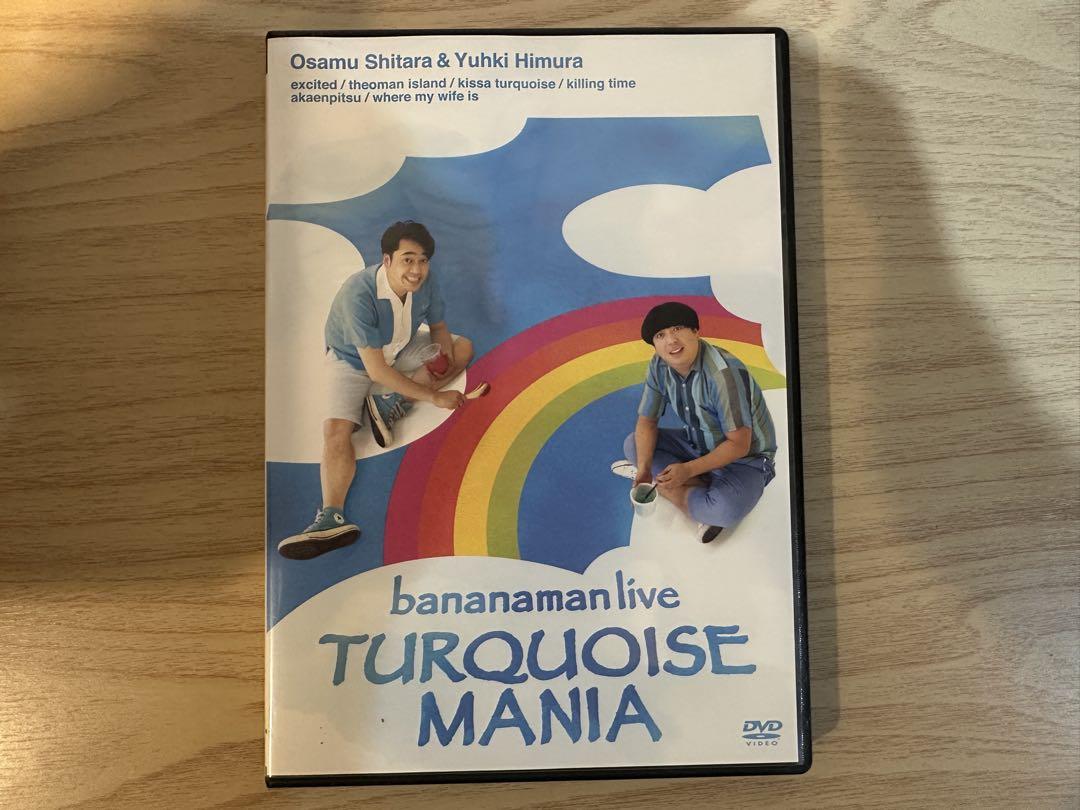 Osamu Shitara & Yuhki Himura
excited / theoman island / kissa turquoise / killing time
akaenpitsu / where my wife is
bananaman live
TURQUOISE
MANIA
DVD
VIDEO